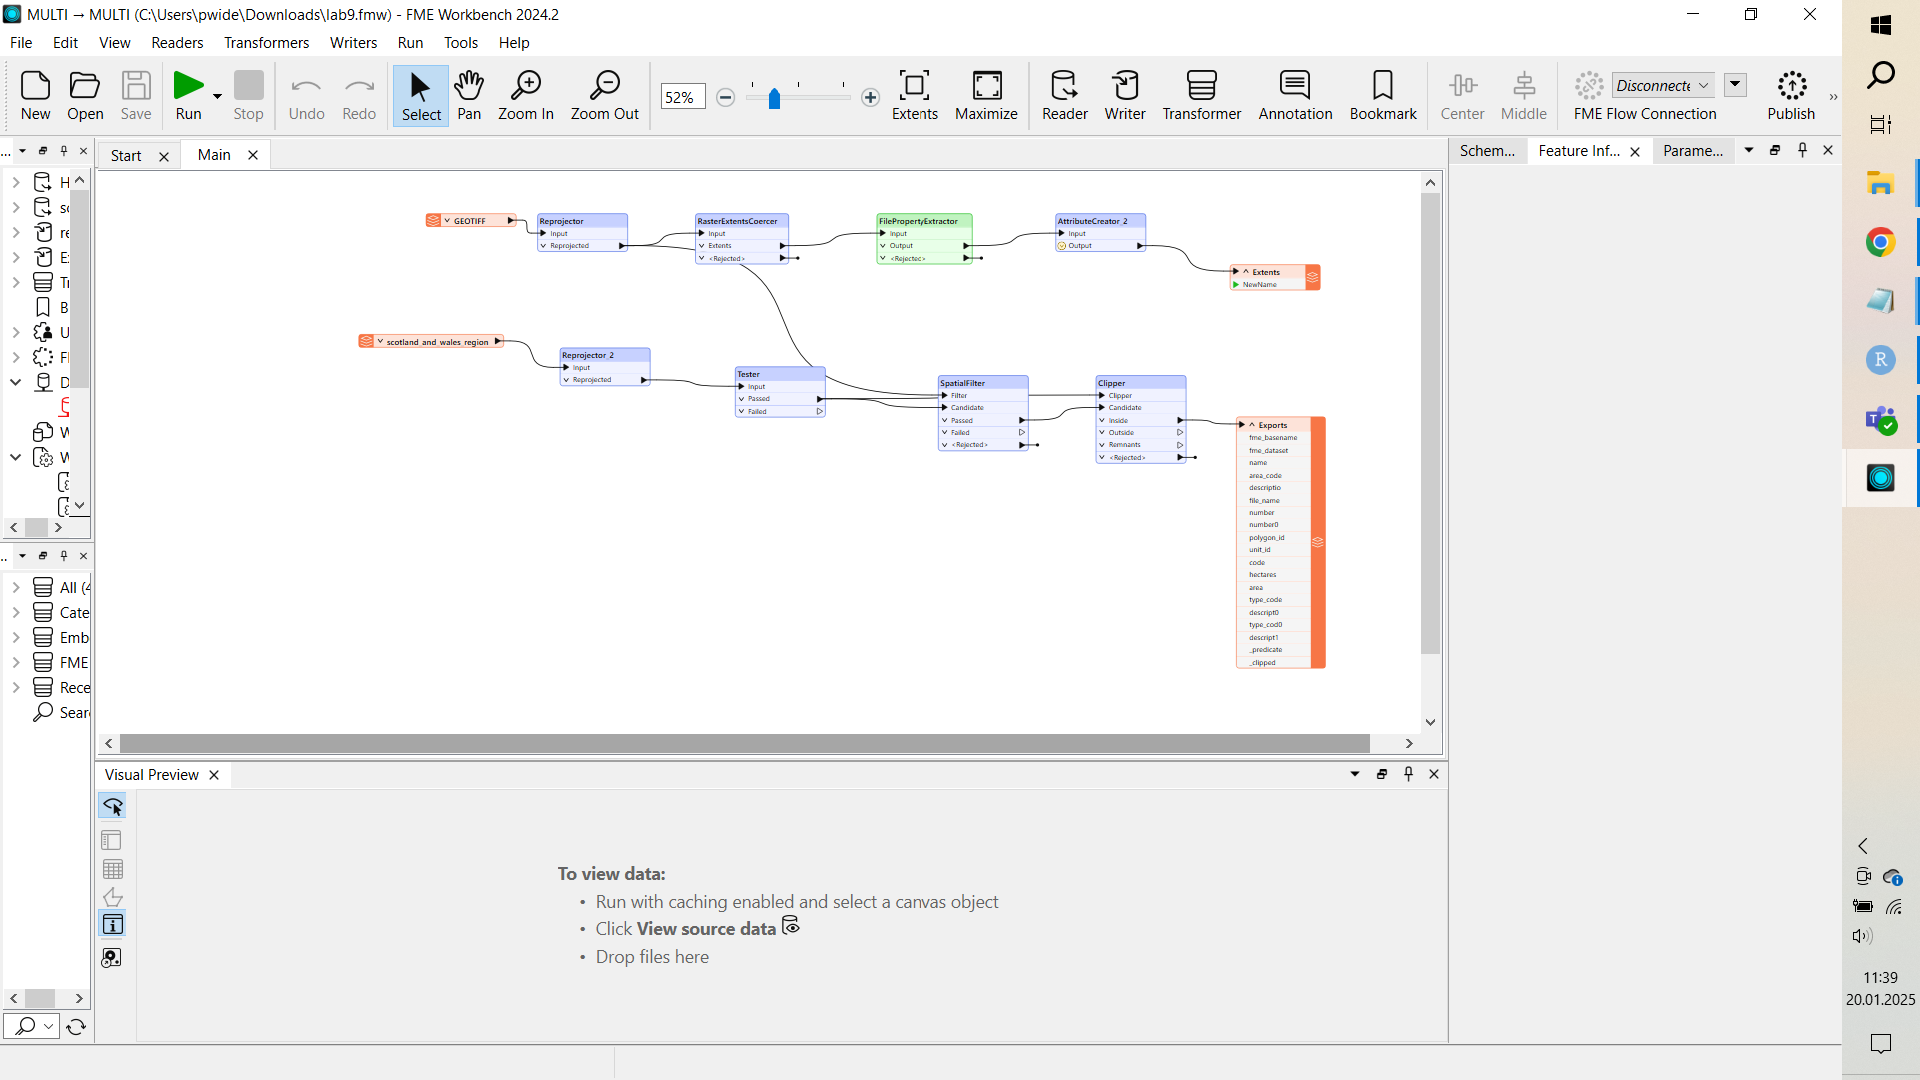 MULTI → MULTI (C:\Users\pwide\Downloads\lab9.fmw) - FME Workbench 2024.2
File Edit View Readers Transformers Writers Run Tools Help
New Open Save Run Stop Undo Redo Select Pan Zoom In Zoom Out 52% Extents Maximize Reader Writer Transformer Annotation Bookmark Center Middle Disconnecte FME Flow Connection Publish
Start Main
Schem... Feature Inf... Parame...
H
sc
re
E
Tr
B
U
Fl
D
W
W
All (4
Cate
Emb
FME
Rece
Sear
GEOTIFF
Reprojector
Input
Reprojected
RasterExtentsCoercer
Input
Extents
<Rejected>
FilePropertyExtractor
Input
Output
<Rejectec>
AttributeCreator_2
Input
Output
Extents
NewName
scotland_and_wales_region
Reprojector_2
Input
Reprojected
Tester
Input
Passed
Failed
SpatialFilter
Filter
Candidate
Passed
Failed
<Rejected>
Clipper
Clipper
Candidate
Inside
Outside
Remnants
<Rejected>
Exports
fme_basename
fme_dataset
name
area_code
descriptio
file_name
number
number0
polygon_id
unit_id
code
hectares
area
type_code
descript0
type_cod0
descript1
_predicate
_clipped
Visual Preview
To view data:
• Run with caching enabled and select a canvas object
• Click View source data
• Drop files here
R
11:39
20.01.2025